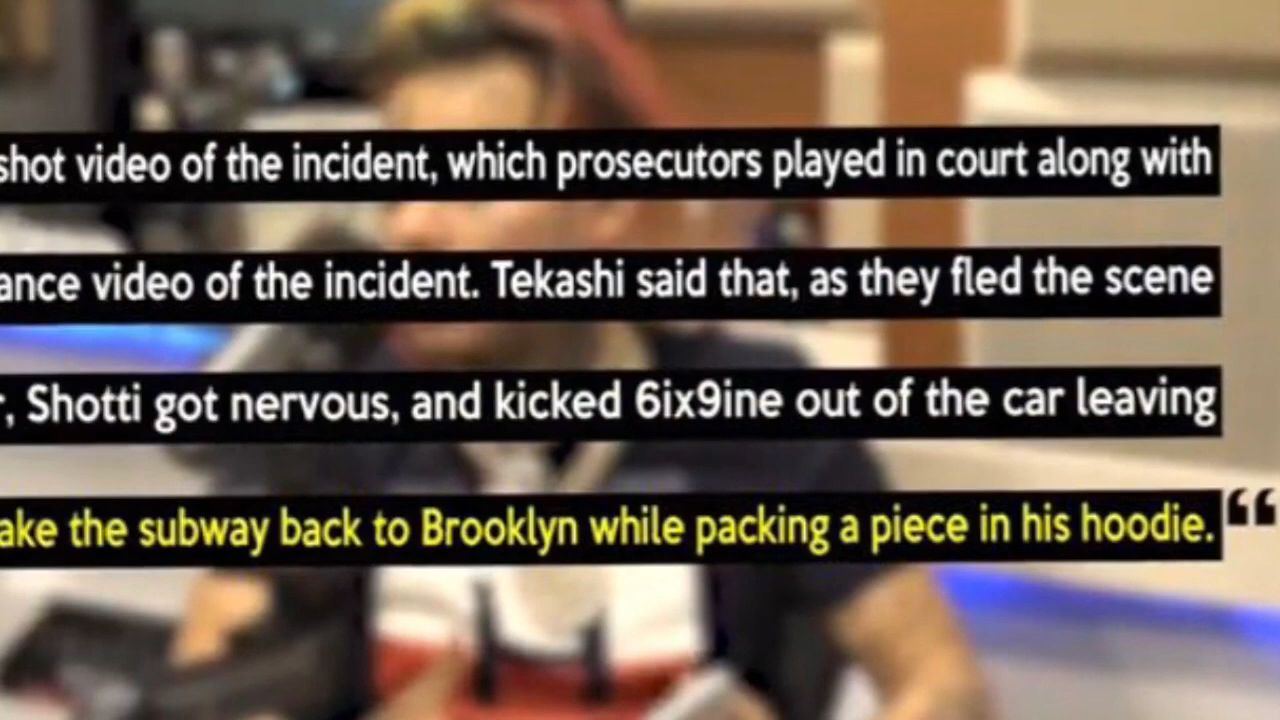 shot video of the incident, which prosecutors played in court along with
video of the incident. Tekashi said that, as they fled the scene
Shotti got nervous, and kicked 6ix9ine out of the car leaving
the subway back to Brooklyn while packing a piece in his hoodie. “